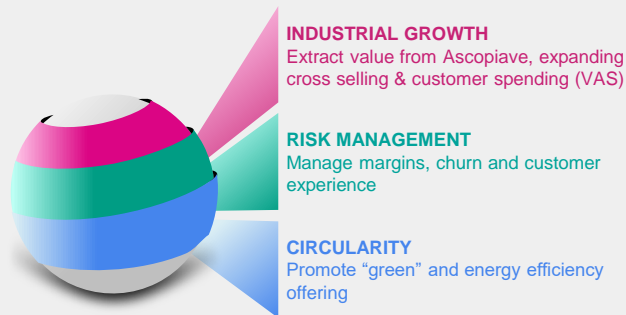 INDUSTRIAL GROWTH
Extract value from Ascopiave, expanding
cross selling & customer spending (VAS)
RISK MANAGEMENT
Manage margins, churn and customer
experience
CIRCULARITY
Promote “green” and energy efficiency
offering